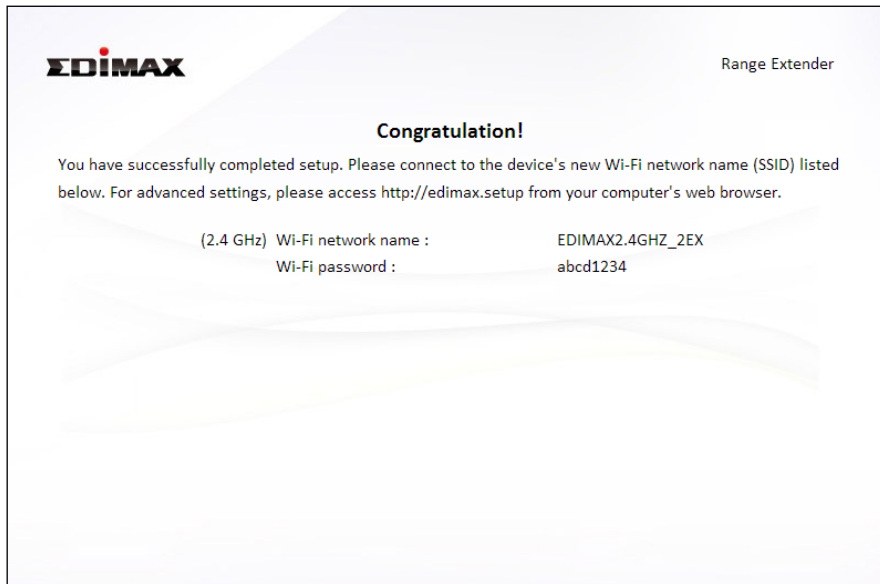 EDIMAX
Range Extender
Congratulation!
You have successfully completed setup. Please connect to the device's new Wi-Fi network name (SSID) listed
below. For advanced settings, please access http://edimax.setup from your computer's web browser.
(2.4 GHz) Wi-Fi network name : EDIMAX2.4GHZ_2EX
Wi-Fi password : abcd1234